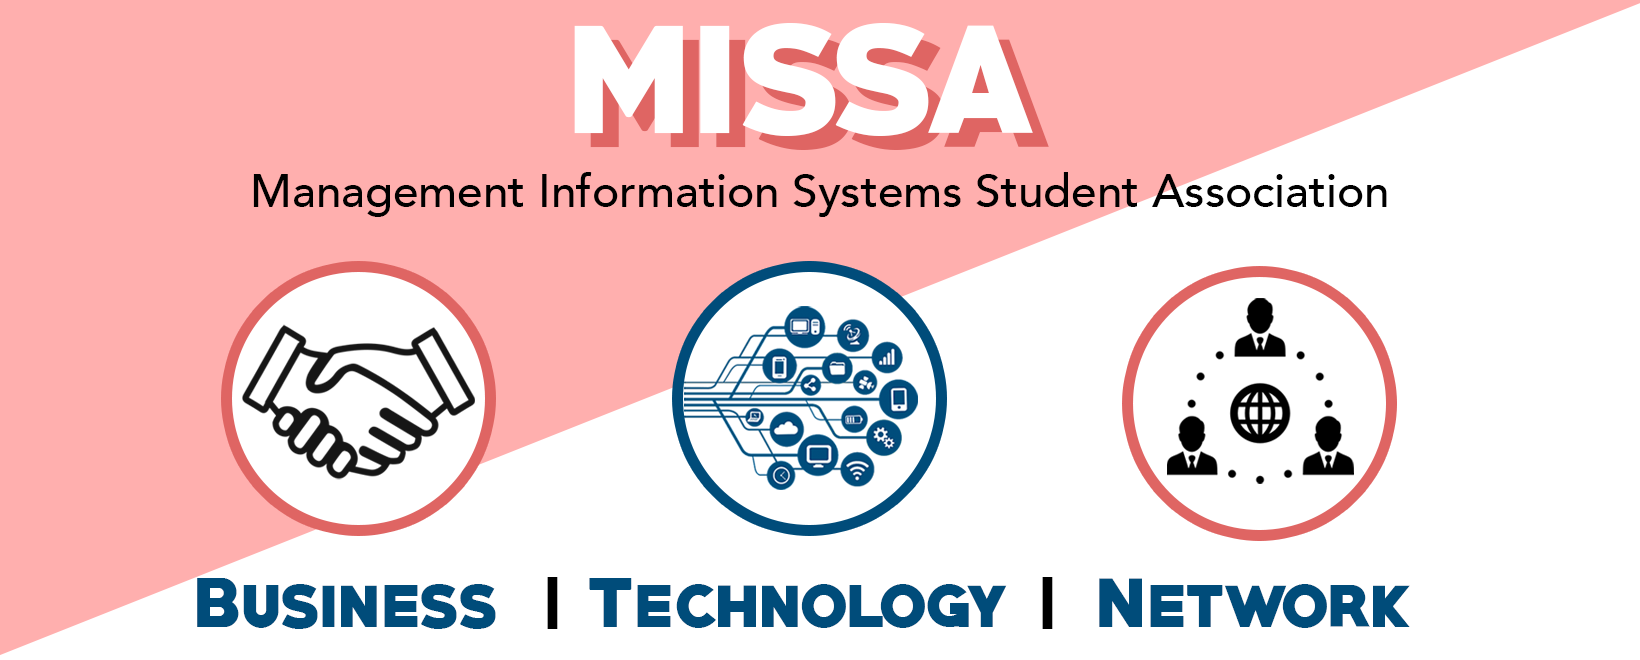 MISSA
Management Information Systems Student Association
BUSINESS | TECHNOLOGY | NETWORK